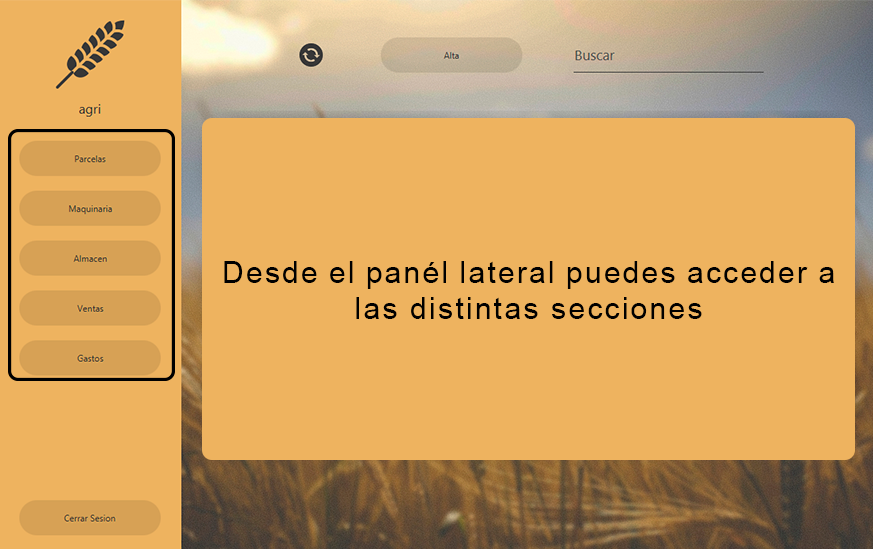 agri
Parcelas
Maquinaria
Almacen
Ventas
Gastos
Cerrar Sesion
Alta
Buscar
Desde el panél lateral puedes acceder a
las distintas secciones